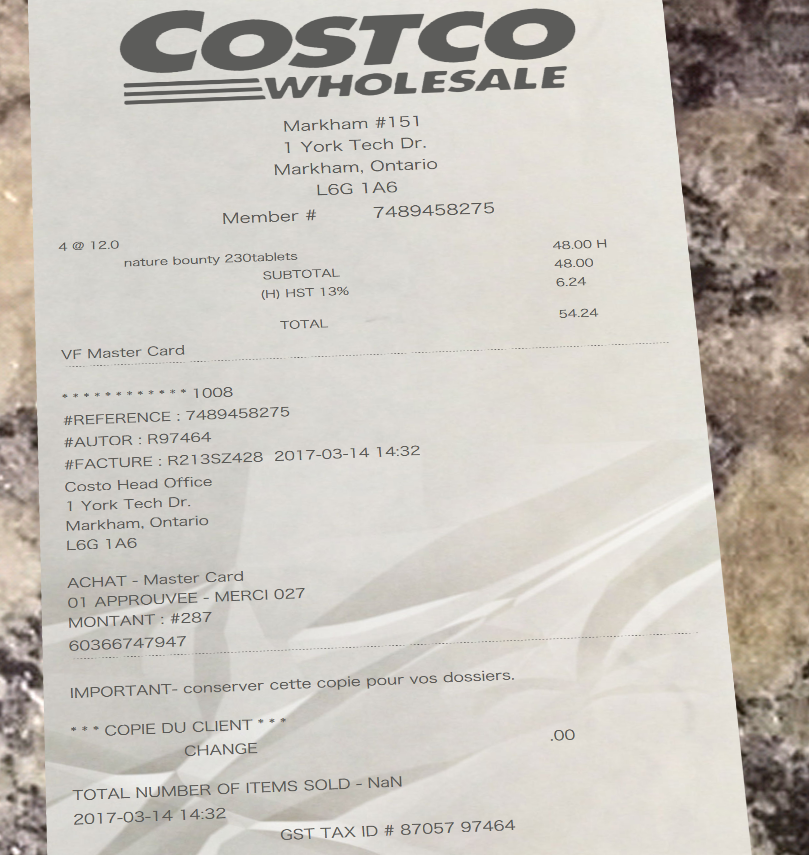 COSTCO
WHOLESALE
Markham #151
1 York Tech Dr.
Markham, Ontario
L6G 1A6
Member # 7489458275
4 @ 12.0
nature bounty 230tablets 48.00 H
SUBTOTAL 48.00
(H) HST 13% 6.24
TOTAL 54.24
VF Master Card
* * * * * * * * * * * * 1008
#REFERENCE : 7489458275
#AUTOR : R97464
#FACTURE : R213SZ428 2017-03-14 14:32
Costo Head Office
1 York Tech Dr.
Markham, Ontario
L6G 1A6
ACHAT - Master Card
01 APPROUVEE - MERCI 027
MONTANT : #287
60366747947
IMPORTANT- conserver cette copie pour vos dossiers.
* * * COPIE DU CLIENT * * *
CHANGE .00
TOTAL NUMBER OF ITEMS SOLD - NaN
2017-03-14 14:32
GST TAX ID # 87057 97464